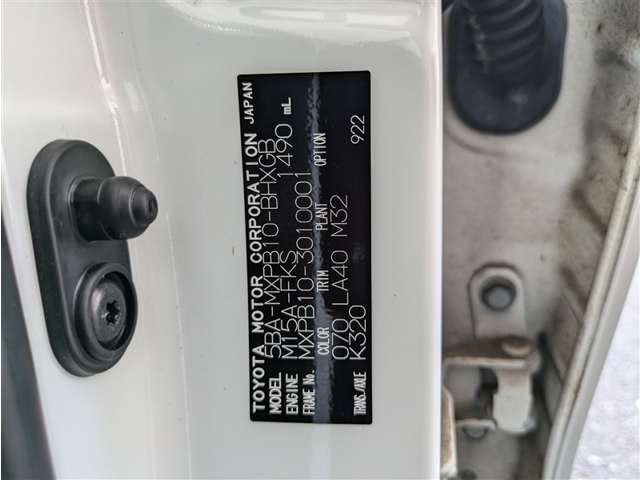 TOYOTA MOTOR CORPORATION JAPAN
MODEL 5BA-MXPB10-BHXGB
ENGINE M15A-FKS 1490 mL
FRAME No. MXPB10-3010001
COLOR TRIM PLANT OPTION
070 LA40 M32 922
TRANS./AXLE K320